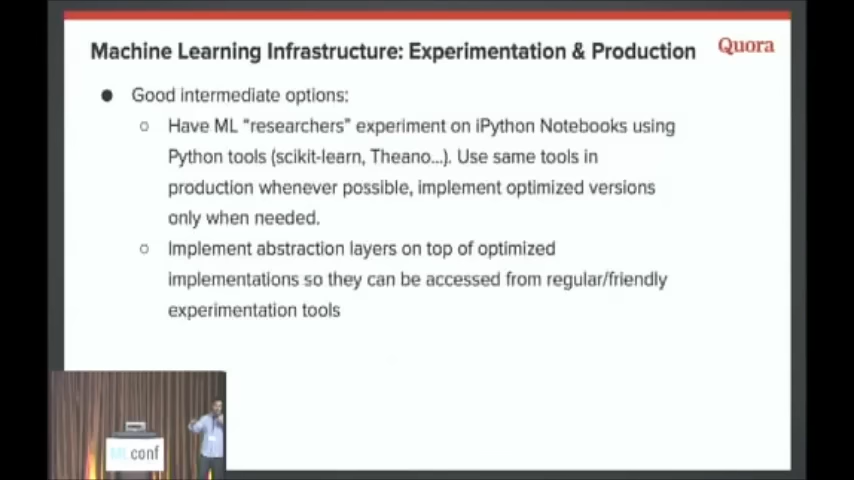 Machine Learning Infrastructure: Experimentation & Production
Quora
● Good intermediate options:
○ Have ML “researchers” experiment on iPython Notebooks using
Python tools (scikit-learn, Theano...). Use same tools in
production whenever possible, implement optimized versions
only when needed.
○ Implement abstraction layers on top of optimized
implementations so they can be accessed from regular/friendly
experimentation tools
MLconf